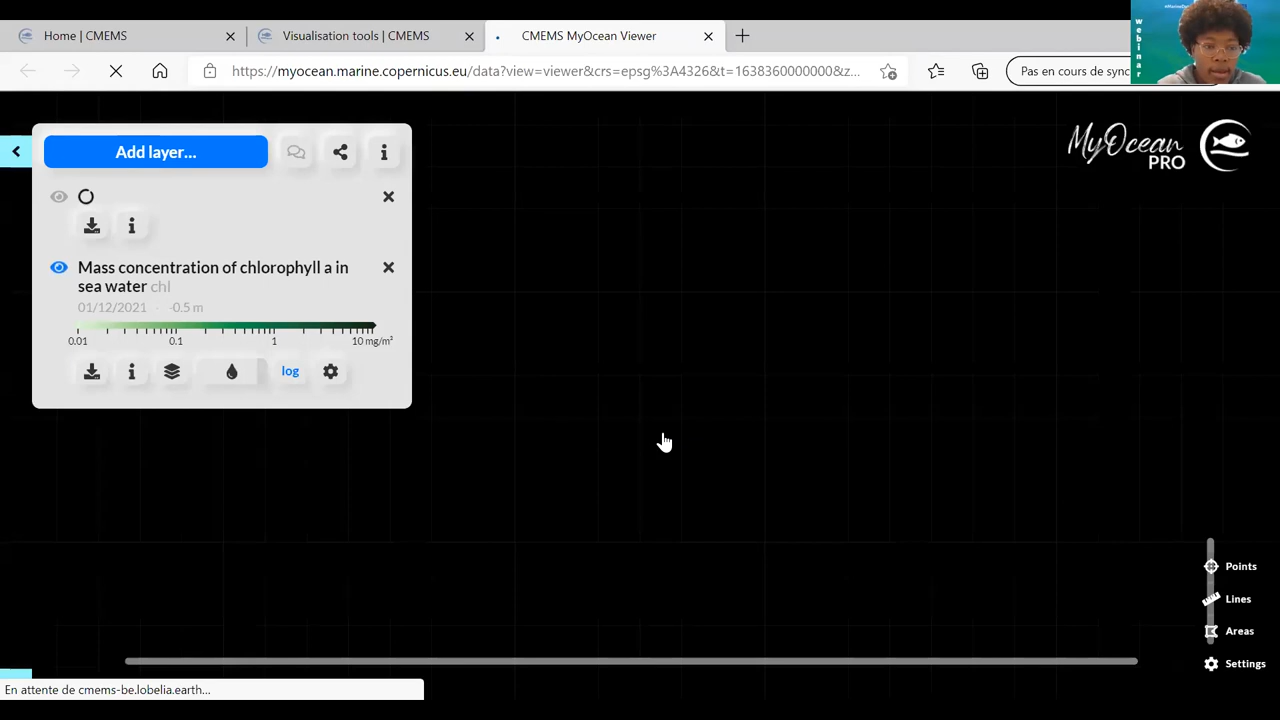 Home | CMEMS
Visualisation tools | CMEMS
CMEMS MyOcean Viewer
https://myocean.marine.copernicus.eu/data?view=viewer&crs=epsg%3A4326&t=1638360000000&z...
Pas en cours de sync
webinar
Add layer...
MyOcean
PRO
Mass concentration of chlorophyll a in
sea water chl
01/12/2021 · -0.5 m
0.01 0.1 1 10 mg/m³
log
Points
Lines
Areas
Settings
En attente de cmems-be.lobelia.earth...